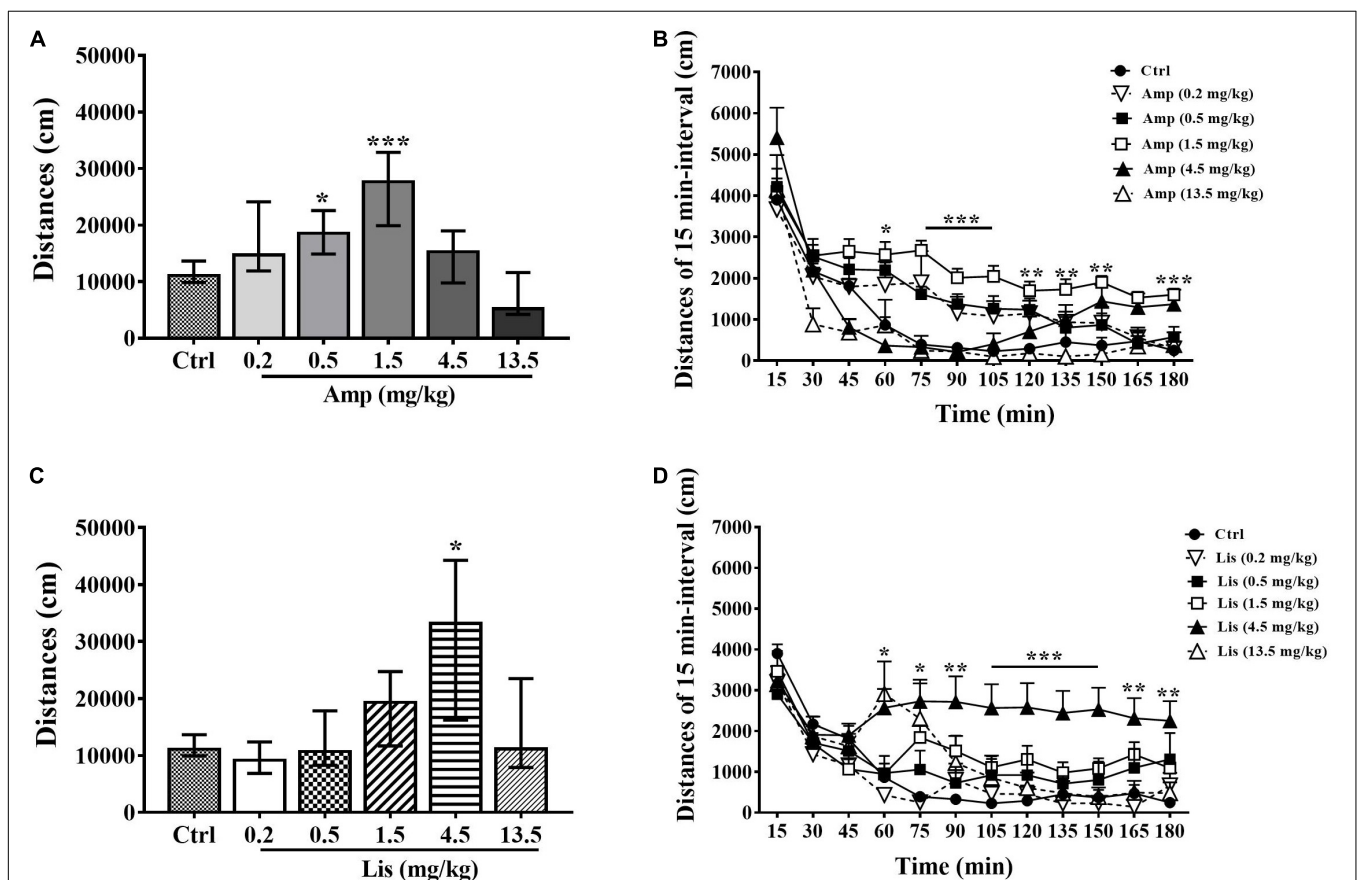 A
Distances (cm)
50000
40000
30000
20000
10000
0
*
***
Ctrl 0.2 0.5 1.5 4.5 13.5
Amp (mg/kg)
B
Distances of 15 min-interval (cm)
7000
6000
5000
4000
3000
2000
1000
0
Ctrl
Amp (0.2 mg/kg)
Amp (0.5 mg/kg)
Amp (1.5 mg/kg)
Amp (4.5 mg/kg)
Amp (13.5 mg/kg)
* *** ** ** ** ***
15 30 45 60 75 90 105 120 135 150 165 180
Time (min)
C
Distances (cm)
50000
40000
30000
20000
10000
0
*
Ctrl 0.2 0.5 1.5 4.5 13.5
Lis (mg/kg)
D
Distances of 15 min-interval (cm)
7000
6000
5000
4000
3000
2000
1000
0
Ctrl
Lis (0.2 mg/kg)
Lis (0.5 mg/kg)
Lis (1.5 mg/kg)
Lis (4.5 mg/kg)
Lis (13.5 mg/kg)
* * ** *** ** **
15 30 45 60 75 90 105 120 135 150 165 180
Time (min)